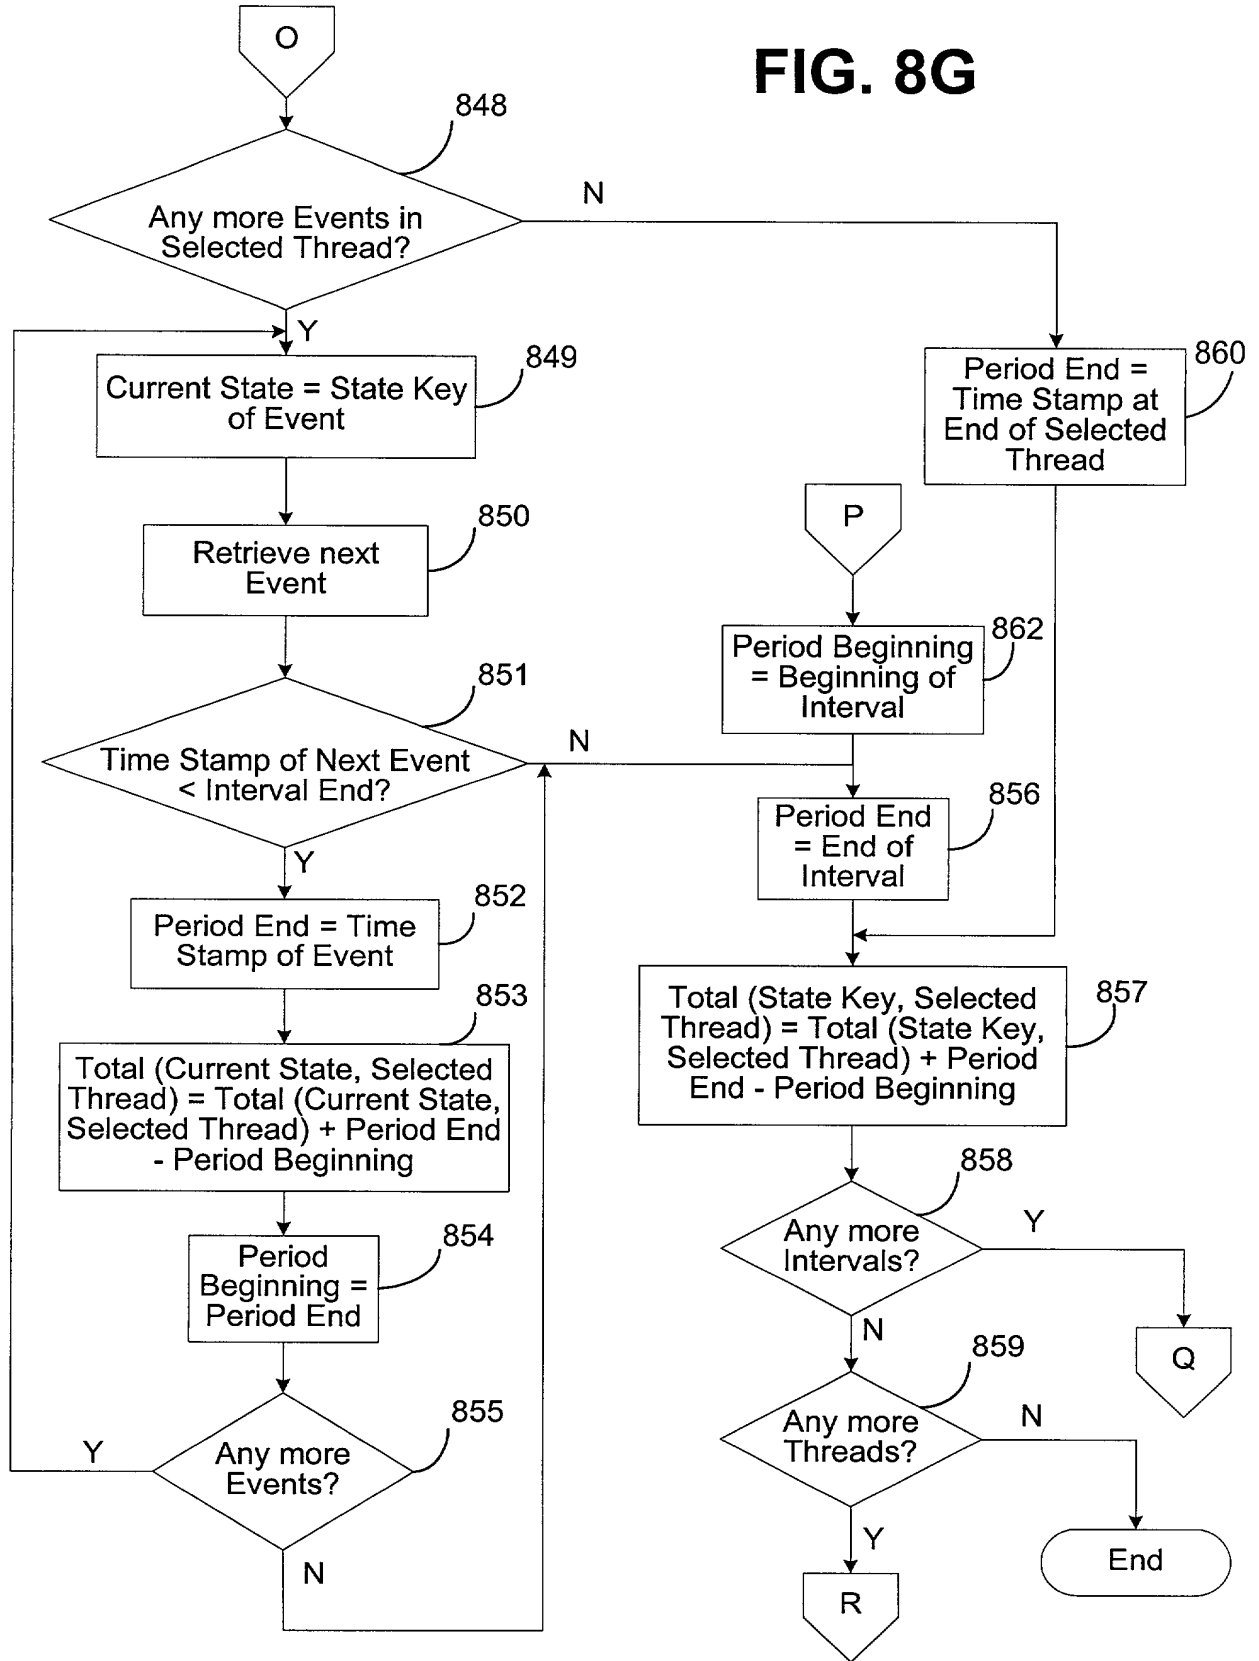 O
FIG. 8G
848
Any more Events in
Selected Thread?
N
Y
849
Current State = State Key
of Event
860
Period End =
Time Stamp at
End of Selected
Thread
850
Retrieve next
Event
P
862
Period Beginning
= Beginning of
Interval
851
Time Stamp of Next Event
< Interval End?
N
Y
856
Period End
= End of
Interval
852
Period End = Time
Stamp of Event
853
Total (Current State, Selected
Thread) = Total (Current State,
Selected Thread) + Period End
- Period Beginning
857
Total (State Key, Selected
Thread) = Total (State Key,
Selected Thread) + Period
End - Period Beginning
854
Period
Beginning =
Period End
858
Any more
Intervals?
Y
N
Q
855
Any more
Events?
Y
N
859
Any more
Threads?
N
Y
End
R